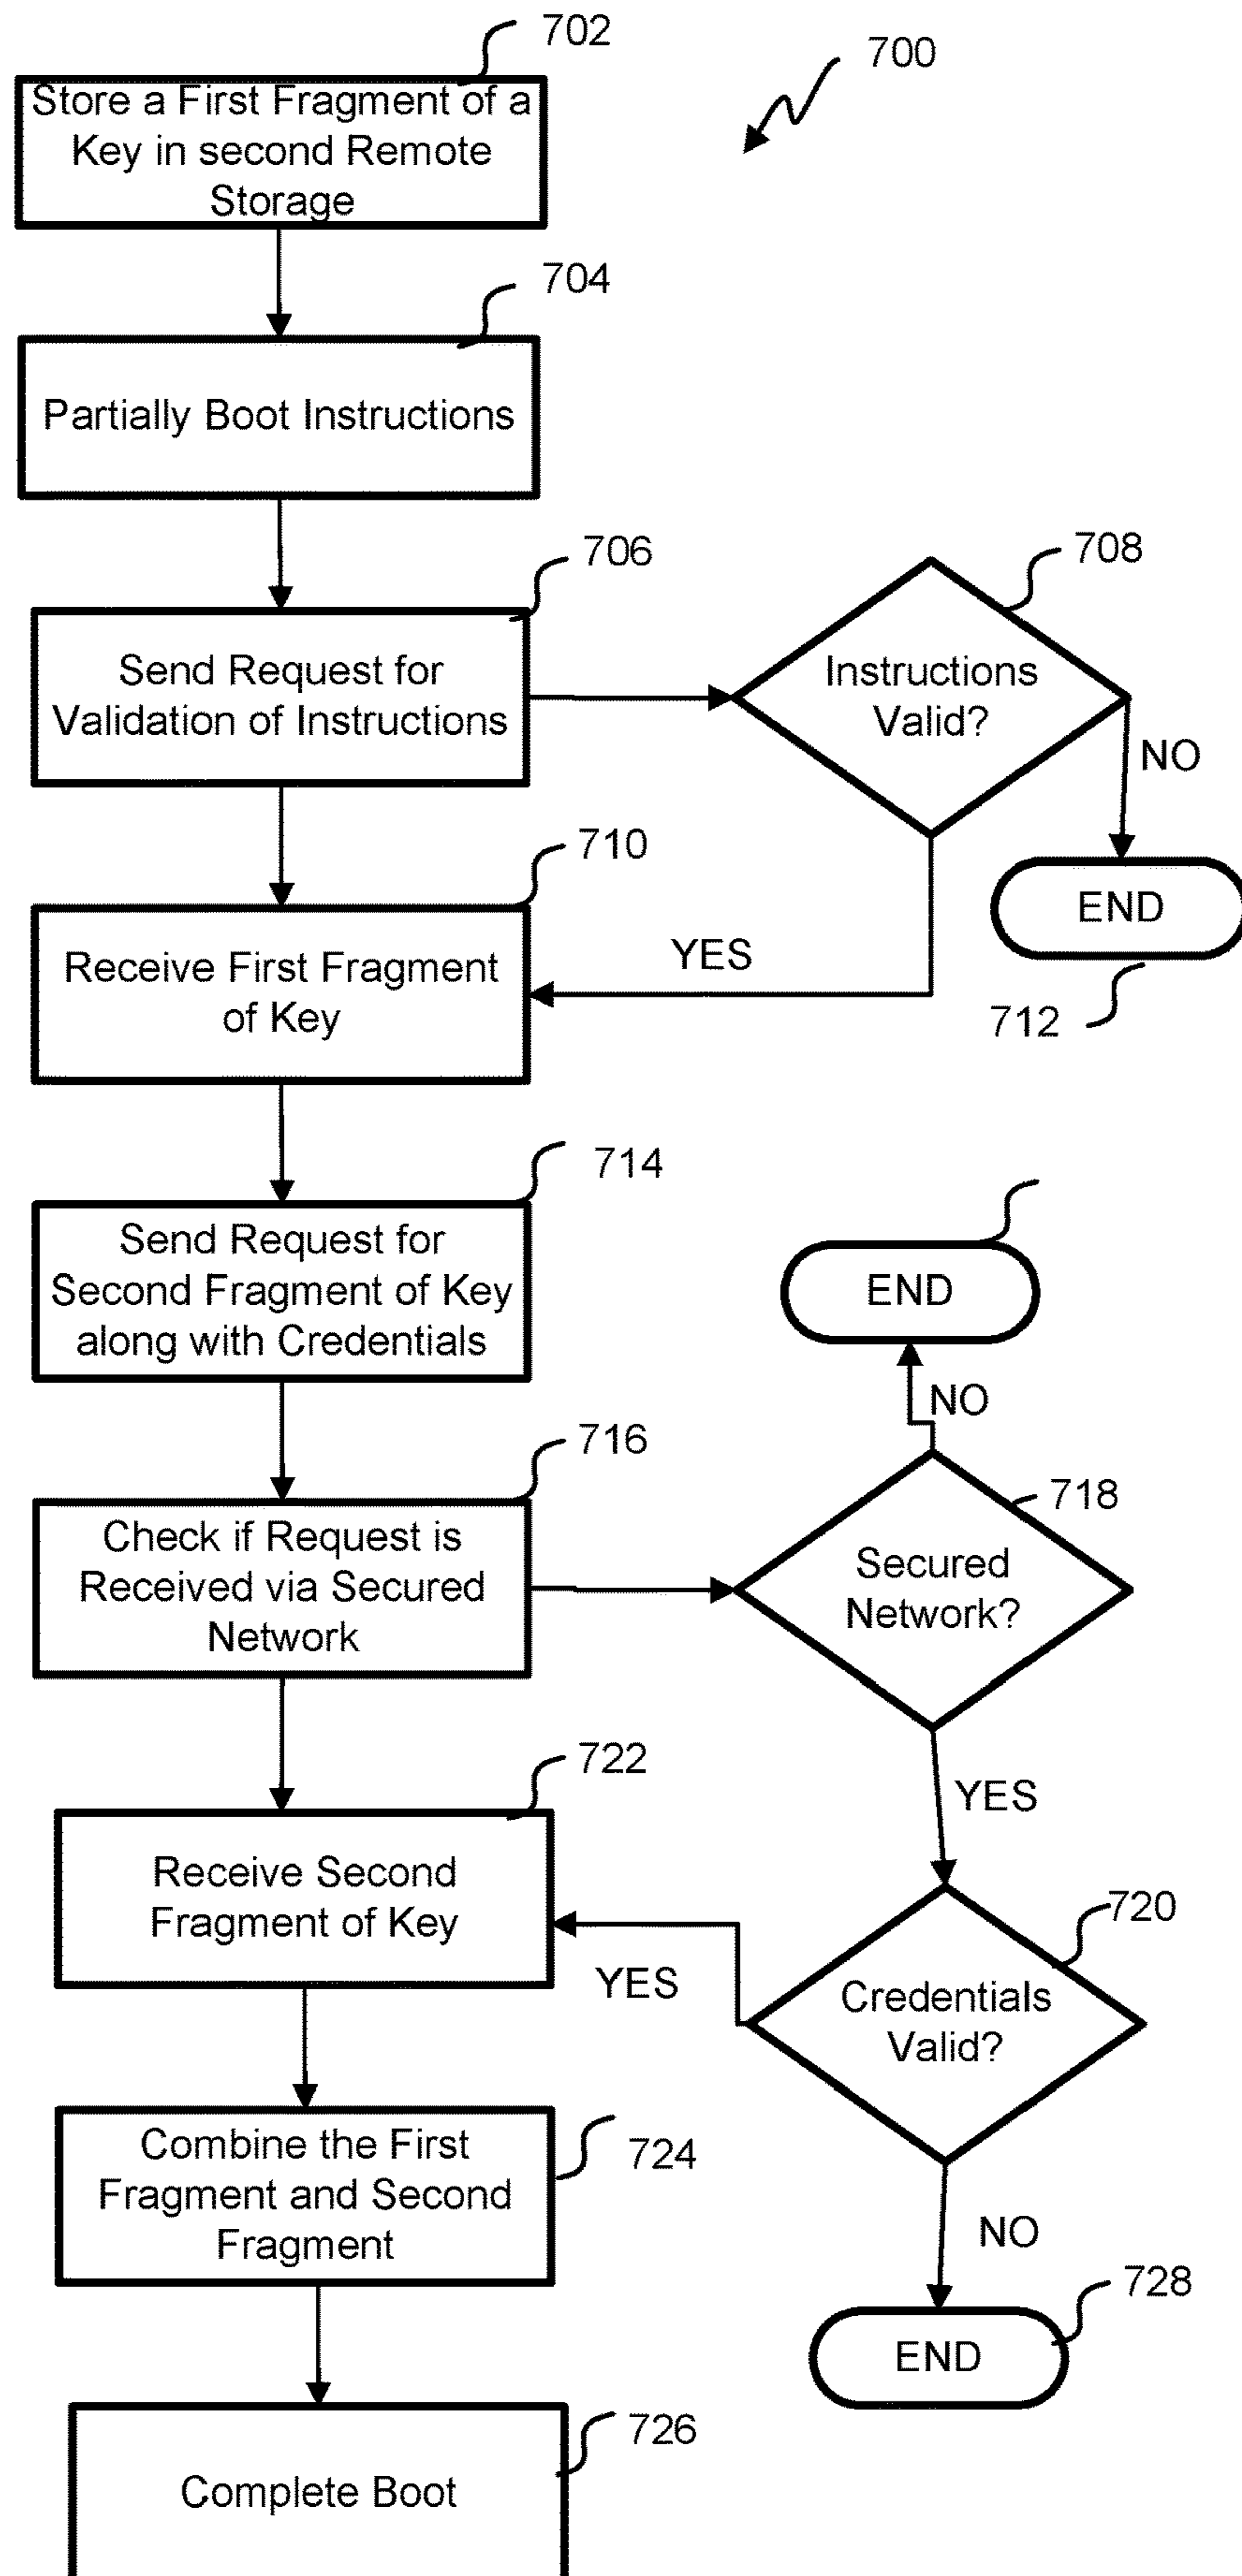 702
700
Store a First Fragment of a
Key in second Remote
Storage
704
Partially Boot Instructions
706
708
Send Request for
Validation of Instructions
Instructions
Valid?
NO
710
END
Receive First Fragment
of Key
YES
712
714
Send Request for
Second Fragment of Key
along with Credentials
END
NO
716
718
Check if Request is
Received via Secured
Network
Secured
Network?
722
YES
Receive Second
Fragment of Key
720
YES
Credentials
Valid?
Combine the First
Fragment and Second
Fragment
724
NO
728
END
726
Complete Boot